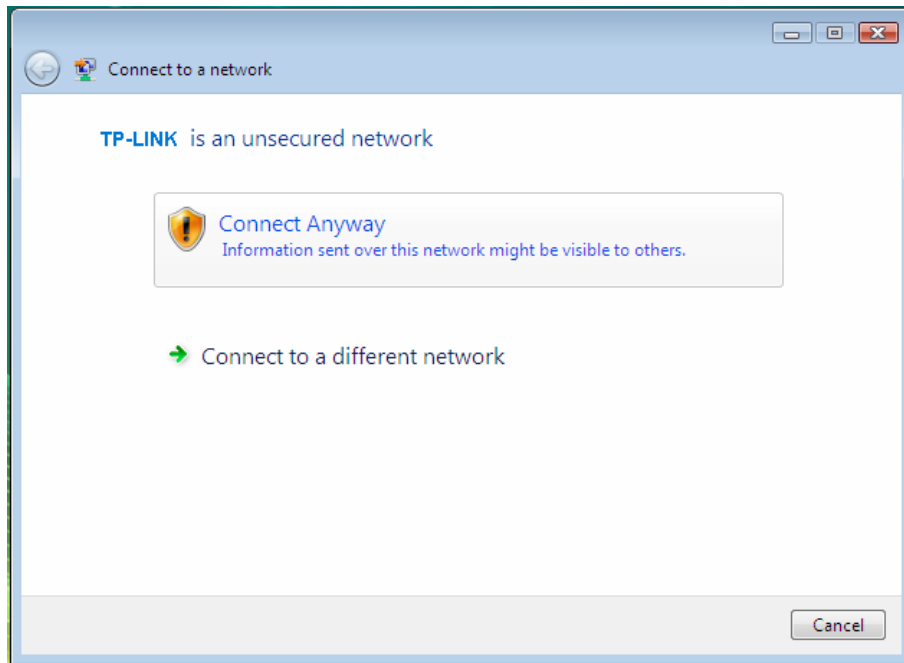 Connect to a network
TP-LINK is an unsecured network
Connect Anyway
Information sent over this network might be visible to others.
Connect to a different network
Cancel